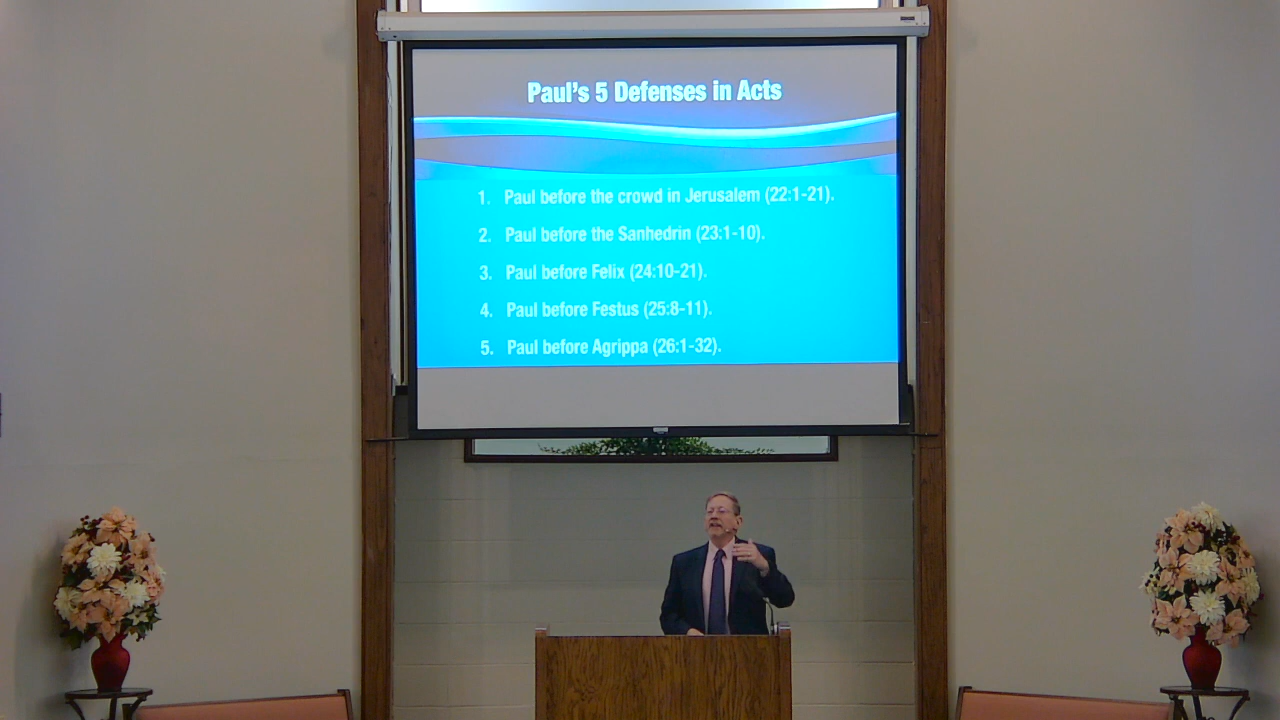 Paul's 5 Defenses in Acts
1. Paul before the crowd in Jerusalem (22:1-21).
2. Paul before the Sanhedrin (23:1-10).
3. Paul before Felix (24:10-21).
4. Paul before Festus (25:8-11).
5. Paul before Agrippa (26:1-32).